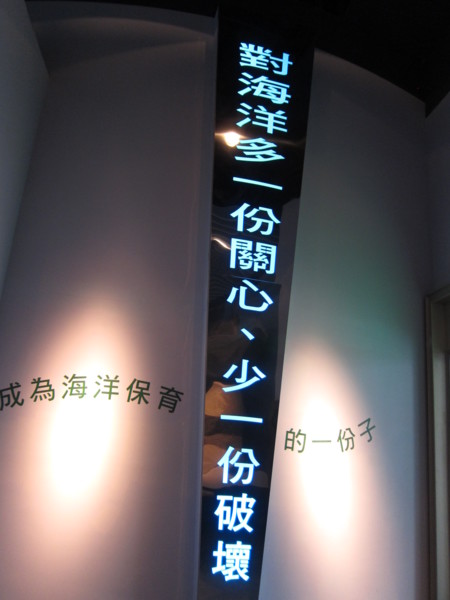 對海洋多一份關心、少一份破壞
成為海洋保育
的一份子